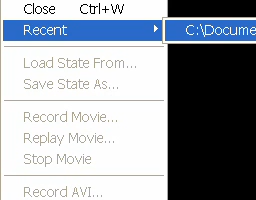 Close Ctrl+W
Recent C:\Docume
Load State From...
Save State As...
Record Movie...
Replay Movie...
Stop Movie
Record AVI...